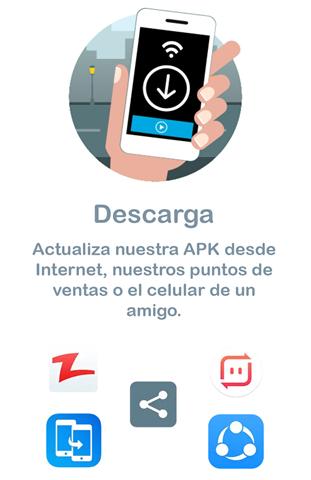 Descarga
Actualiza nuestra APK desde
Internet, nuestros puntos de
ventas o el celular de un
amigo.